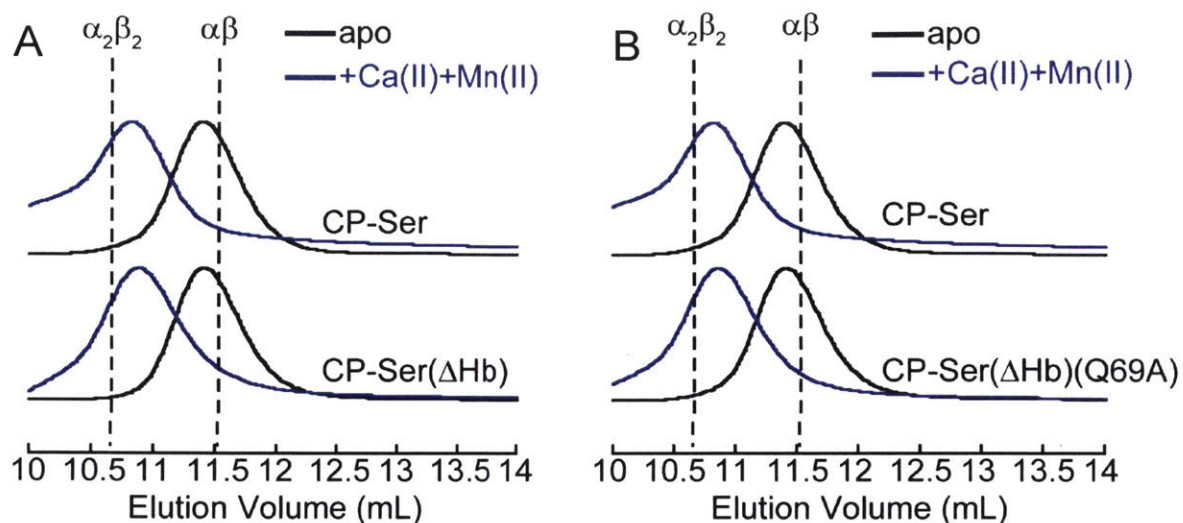 A
α₂β₂
αβ
apo
+Ca(II)+Mn(II)
CP-Ser
CP-Ser(ΔHb)
10 10.5 11 11.5 12 12.5 13 13.5 14
Elution Volume (mL)
B
α₂β₂
αβ
apo
+Ca(II)+Mn(II)
CP-Ser
CP-Ser(ΔHb)(Q69A)
10 10.5 11 11.5 12 12.5 13 13.5 14
Elution Volume (mL)